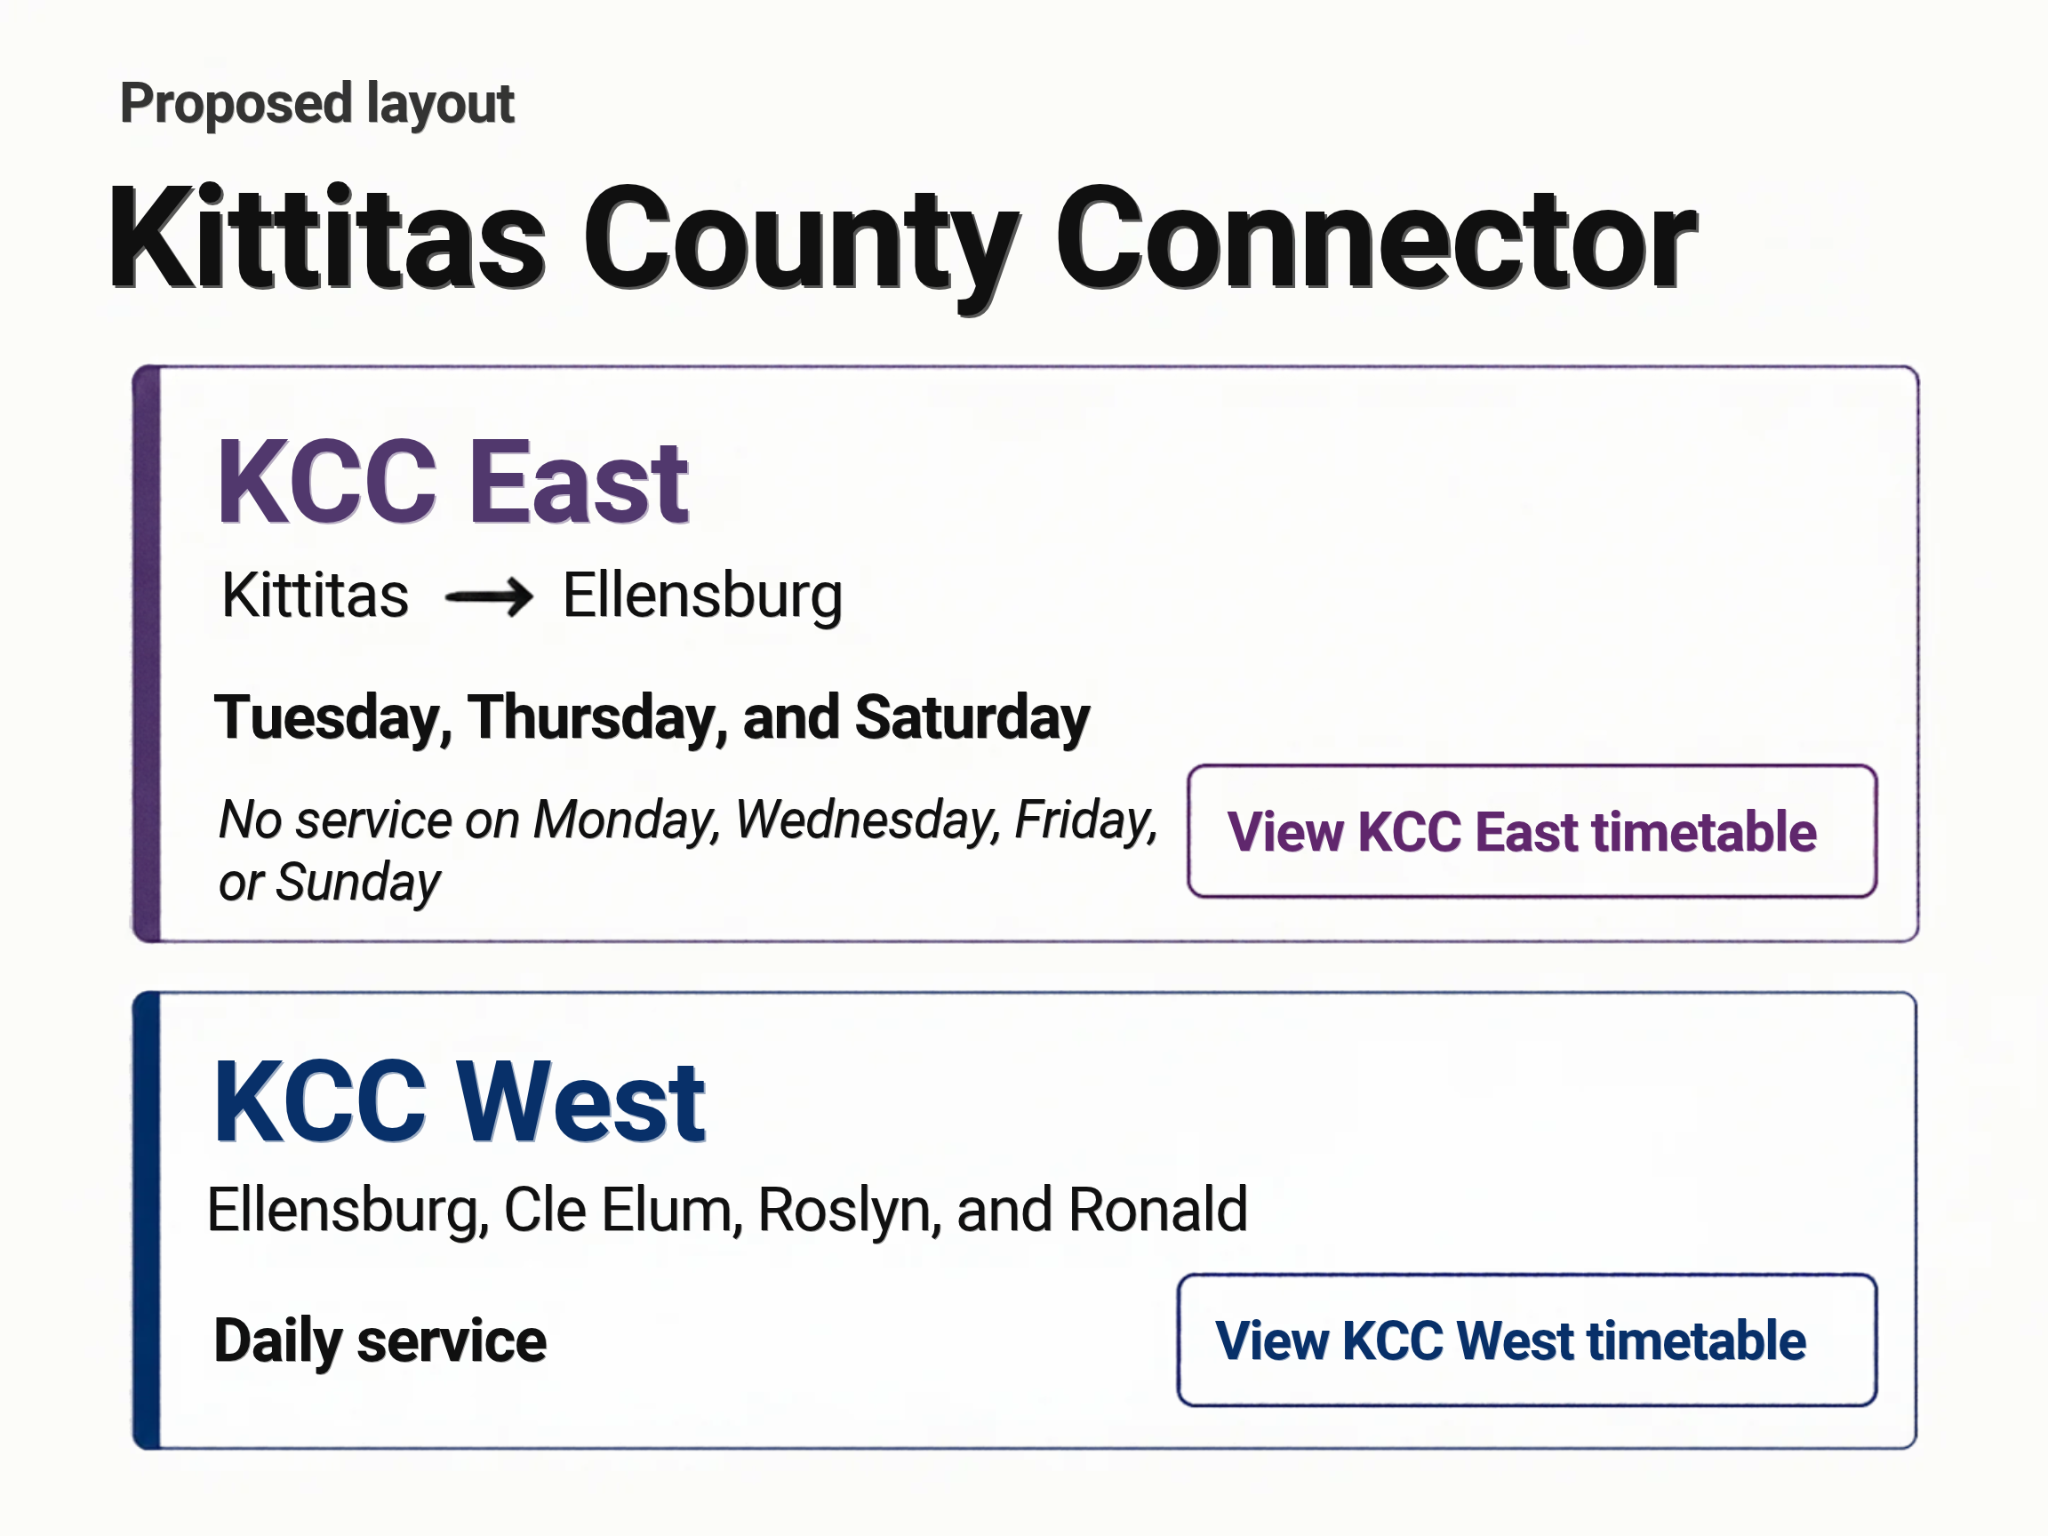 Proposed layout
Kittitas County Connector
KCC East
Kittitas → Ellensburg
Tuesday, Thursday, and Saturday
No service on Monday, Wednesday, Friday,
or Sunday
View KCC East timetable
KCC West
Ellensburg, Cle Elum, Roslyn, and Ronald
Daily service
View KCC West timetable